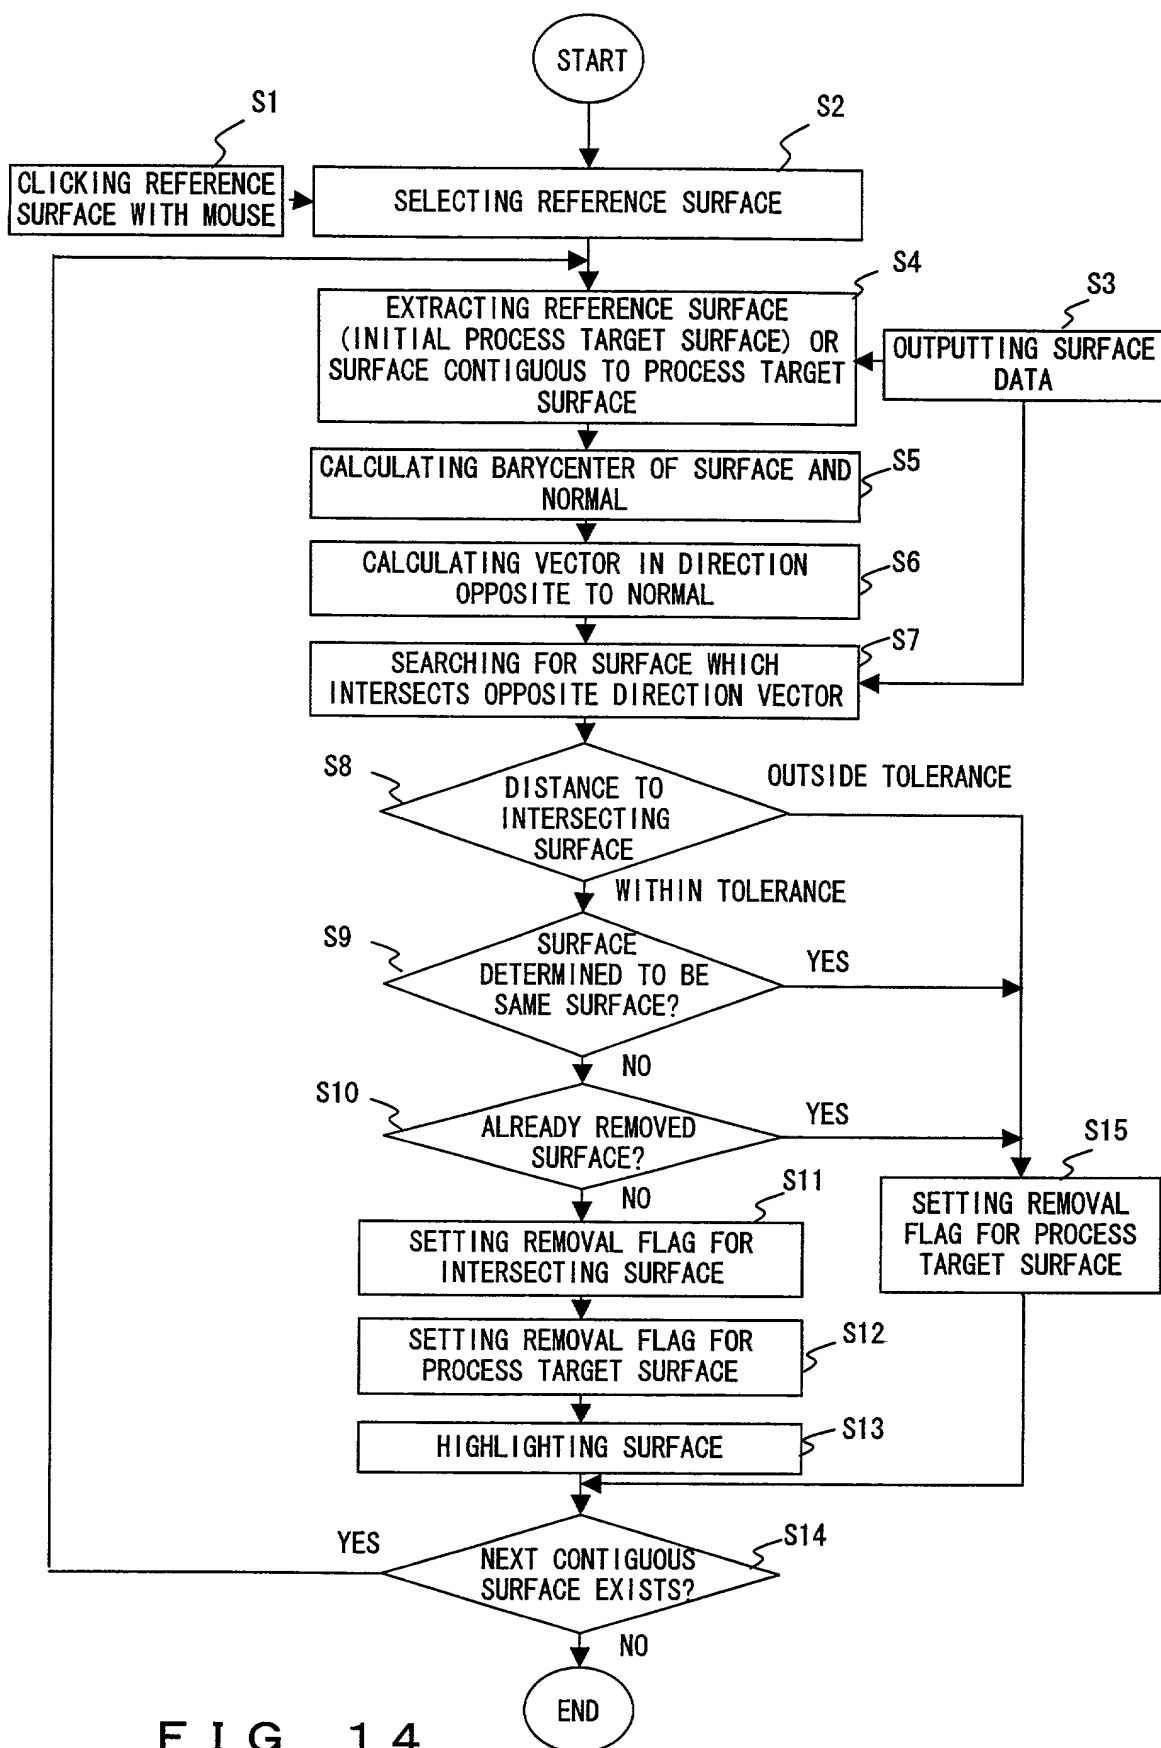 START
S1
S2
CLICKING REFERENCE
SURFACE WITH MOUSE
SELECTING REFERENCE SURFACE
S4
S3
EXTRACTING REFERENCE SURFACE
(INITIAL PROCESS TARGET SURFACE) OR
SURFACE CONTIGUOUS TO PROCESS TARGET
SURFACE
OUTPUTTING SURFACE
DATA
CALCULATING BARYCENTER OF SURFACE AND
NORMAL
S5
CALCULATING VECTOR IN DIRECTION
OPPOSITE TO NORMAL
S6
SEARCHING FOR SURFACE WHICH
INTERSECTS OPPOSITE DIRECTION VECTOR
S7
S8
DISTANCE TO
INTERSECTING
SURFACE
OUTSIDE TOLERANCE
WITHIN TOLERANCE
S9
SURFACE
DETERMINED TO BE
SAME SURFACE?
YES
NO
S10
ALREADY REMOVED
SURFACE?
YES
NO
S11
S15
SETTING REMOVAL FLAG FOR
INTERSECTING SURFACE
SETTING REMOVAL
FLAG FOR PROCESS
TARGET SURFACE
SETTING REMOVAL FLAG FOR
PROCESS TARGET SURFACE
S12
HIGHLIGHTING SURFACE
S13
YES
NEXT CONTIGUOUS
SURFACE EXISTS?
S14
NO
END
FIG. 14